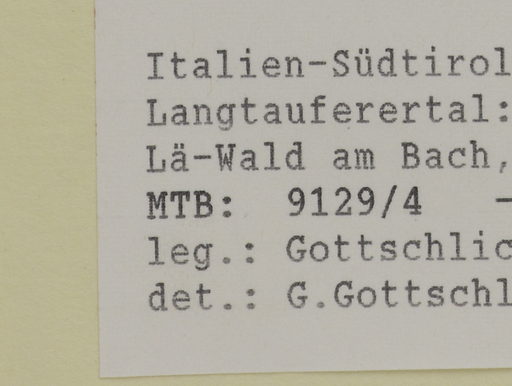 Italien-Südtirol
Langtauferertal:
Lä-Wald am Bach,
MTB: 9129/4 -
leg.: Gottschlic
det.: G.Gottschl